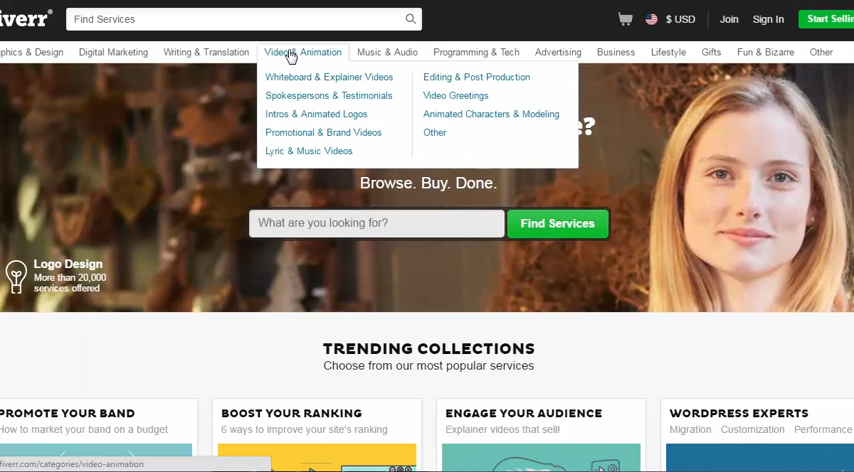 iverr®
Find Services
$ USD
Join
Sign In
Start Sellin
aphics & Design
Digital Marketing
Writing & Translation
Video & Animation
Music & Audio
Programming & Tech
Advertising
Business
Lifestyle
Gifts
Fun & Bizarre
Other
Whiteboard & Explainer Videos
Spokespersons & Testimonials
Intros & Animated Logos
Promotional & Brand Videos
Lyric & Music Videos
Editing & Post Production
Video Greetings
Animated Characters & Modeling
Other
e?
Browse. Buy. Done.
What are you looking for?
Find Services
Logo Design
More than 20,000
services offered
TRENDING COLLECTIONS
Choose from our most popular services
PROMOTE YOUR BAND
How to market your band on a budget
BOOST YOUR RANKING
6 ways to improve your site's ranking
ENGAGE YOUR AUDIENCE
Explainer videos that sell!
WORDPRESS EXPERTS
Migration Customization Performance
fiverr.com/categories/video-animation